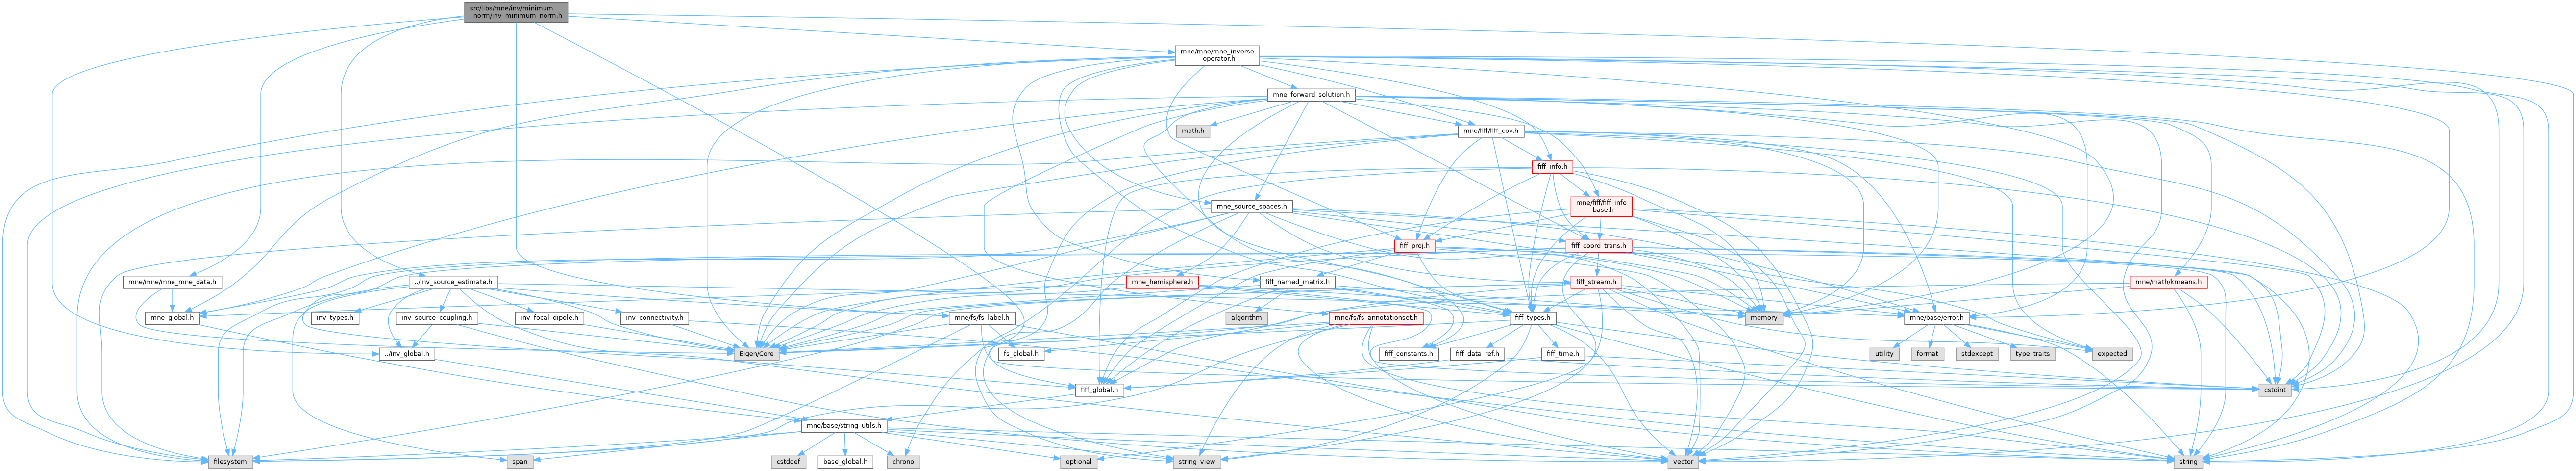 src/libs/mne/inv/minimum
_norm/inv_minimum_norm.h
mne/mne/mne_inverse
_operator.h
mne_forward_solution.h
math.h
mne/fiff/fiff_cov.h
fiff_info.h
mne_source_spaces.h
mne/fiff/fiff_info
_base.h
fiff_proj.h
fiff_coord_trans.h
mne/mne/mne_mne_data.h
../inv_source_estimate.h
mne_hemisphere.h
fiff_named_matrix.h
fiff_stream.h
mne/math/kmeans.h
mne_global.h
inv_types.h
inv_source_coupling.h
inv_focal_dipole.h
inv_connectivity.h
mne/fs/fs_label.h
algorithm
mne/fs/fs_annotationset.h
memory
fiff_types.h
mne/base/error.h
../inv_global.h
Eigen/Core
fs_global.h
fiff_constants.h
fiff_data_ref.h
fiff_time.h
utility
format
stdexcept
type_traits
expected
fiff_global.h
cstdint
mne/base/string_utils.h
filesystem
span
cstddef
base_global.h
chrono
optional
string_view
vector
string